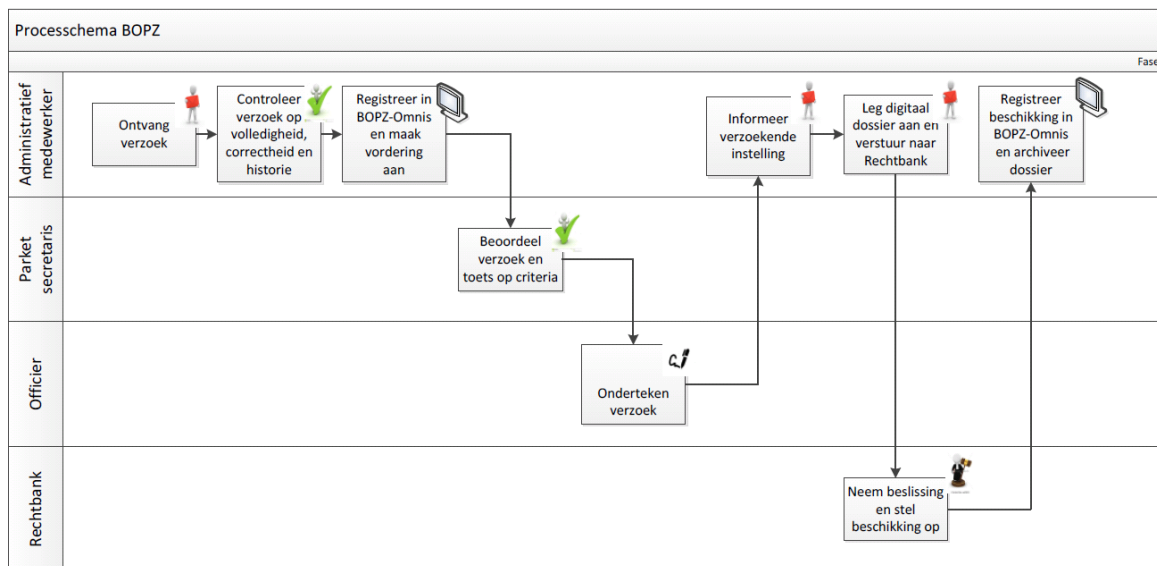 Processchema BOPZ
Fase
Administratief
medewerker
Ontvang
verzoek
Controleer
verzoek op
volledigheid,
correctheid en
historie
Registreer in
BOPZ-Omnis
en maak
vordering
aan
Informeer
verzoekende
instelling
Leg digitaal
dossier aan en
verstuur naar
Rechtbank
Registreer
beschikking in
BOPZ-Omnis
en archiveer
dossier
Parket
secretaris
Beoordeel
verzoek en
toets op criteria
Officier
Onderteken
verzoek
Rechtbank
Neem beslissing
en stel
beschikking op